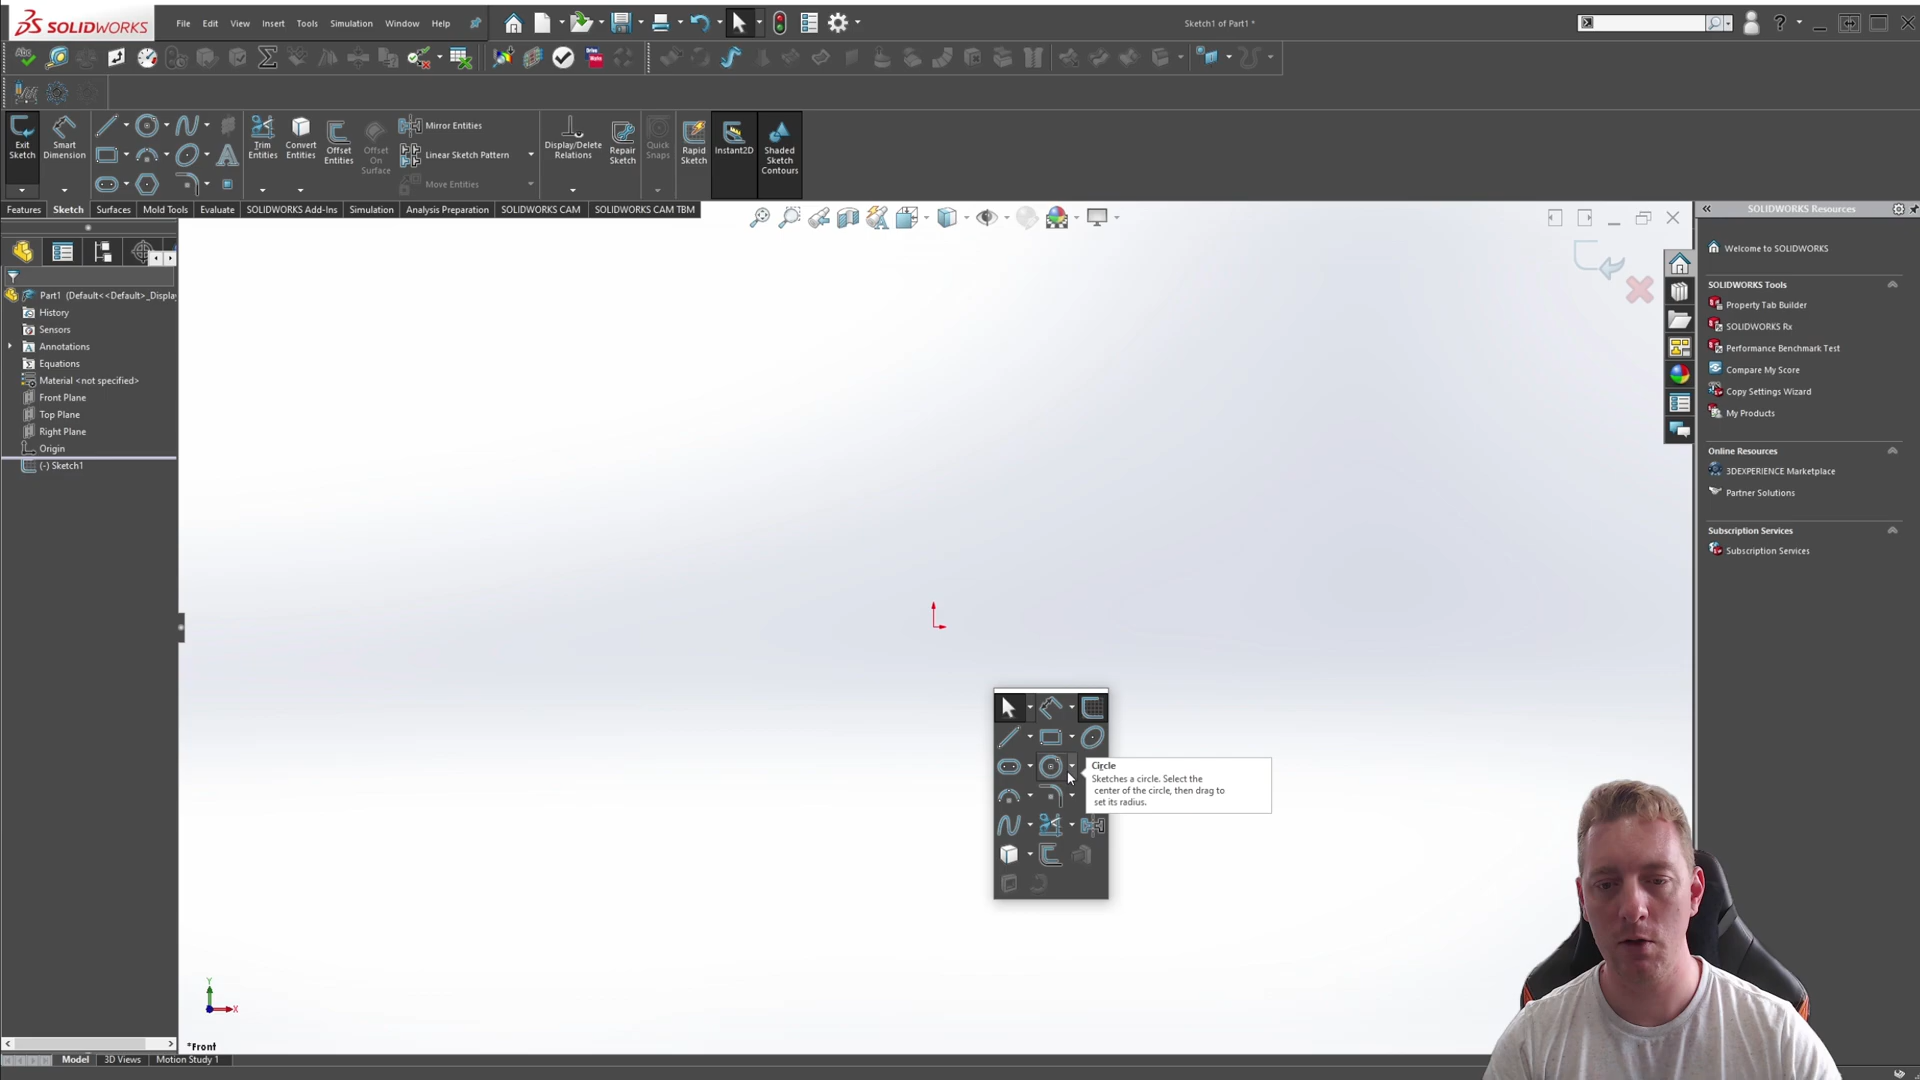 SOLIDWORKS
File Edit View Insert Tools Simulation Window Help
Sketch1 of Part1 *
Exit Sketch
Smart Dimension
Trim Entities
Convert Entities
Offset Entities
Offset On Surface
Mirror Entities
Linear Sketch Pattern
Move Entities
Display/Delete Relations
Repair Sketch
Quick Snaps
Rapid Sketch
Instant2D
Shaded Sketch Contours
Features Sketch Surfaces Mold Tools Evaluate SOLIDWORKS Add-Ins Simulation Analysis Preparation SOLIDWORKS CAM SOLIDWORKS CAM TBM
Part1 (Default<<Default>_Displa
History
Sensors
Annotations
Equations
Material <not specified>
Front Plane
Top Plane
Right Plane
Origin
(-) Sketch1
Circle
Sketches a circle. Select the
center of the circle, then drag to
set its radius.
SOLIDWORKS Resources
Welcome to SOLIDWORKS
SOLIDWORKS Tools
Property Tab Builder
SOLIDWORKS Rx
Performance Benchmark Test
Compare My Score
Copy Settings Wizard
My Products
Online Resources
3DEXPERIENCE Marketplace
Partner Solutions
Subscription Services
Subscription Services
Y
X
*Front
Model 3D Views Motion Study 1